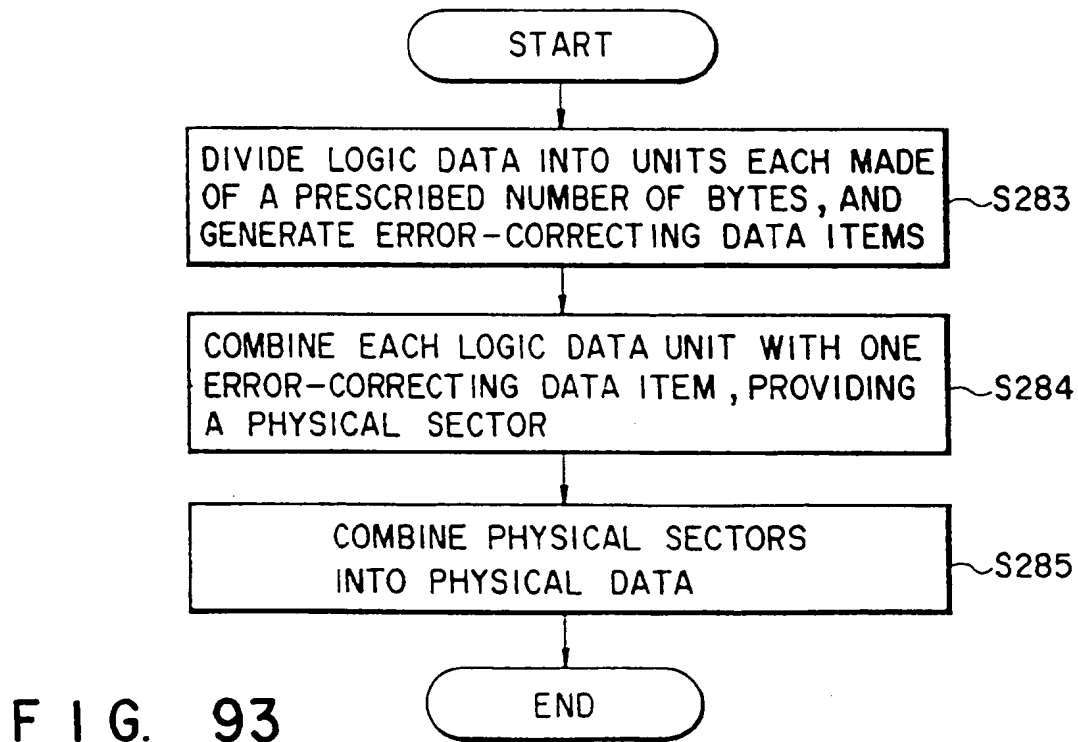 START
DIVIDE LOGIC DATA INTO UNITS EACH MADE
OF A PRESCRIBED NUMBER OF BYTES, AND
GENERATE ERROR-CORRECTING DATA ITEMS
S283
COMBINE EACH LOGIC DATA UNIT WITH ONE
ERROR-CORRECTING DATA ITEM, PROVIDING
A PHYSICAL SECTOR
S284
COMBINE PHYSICAL SECTORS
INTO PHYSICAL DATA
S285
END
FIG. 93